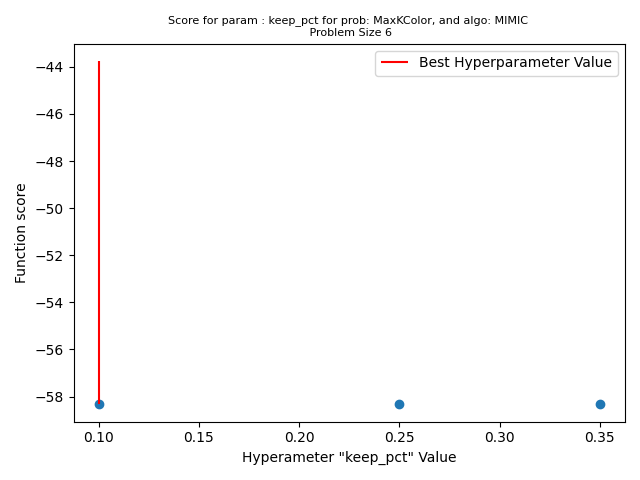 Score for param : keep_pct for prob: MaxKColor, and algo: MIMIC
Problem Size 6
Best Hyperparameter Value
Function score
−44
−46
−48
−50
−52
−54
−56
−58
0.10
0.15
0.20
0.25
0.30
0.35
Hyperameter "keep_pct" Value